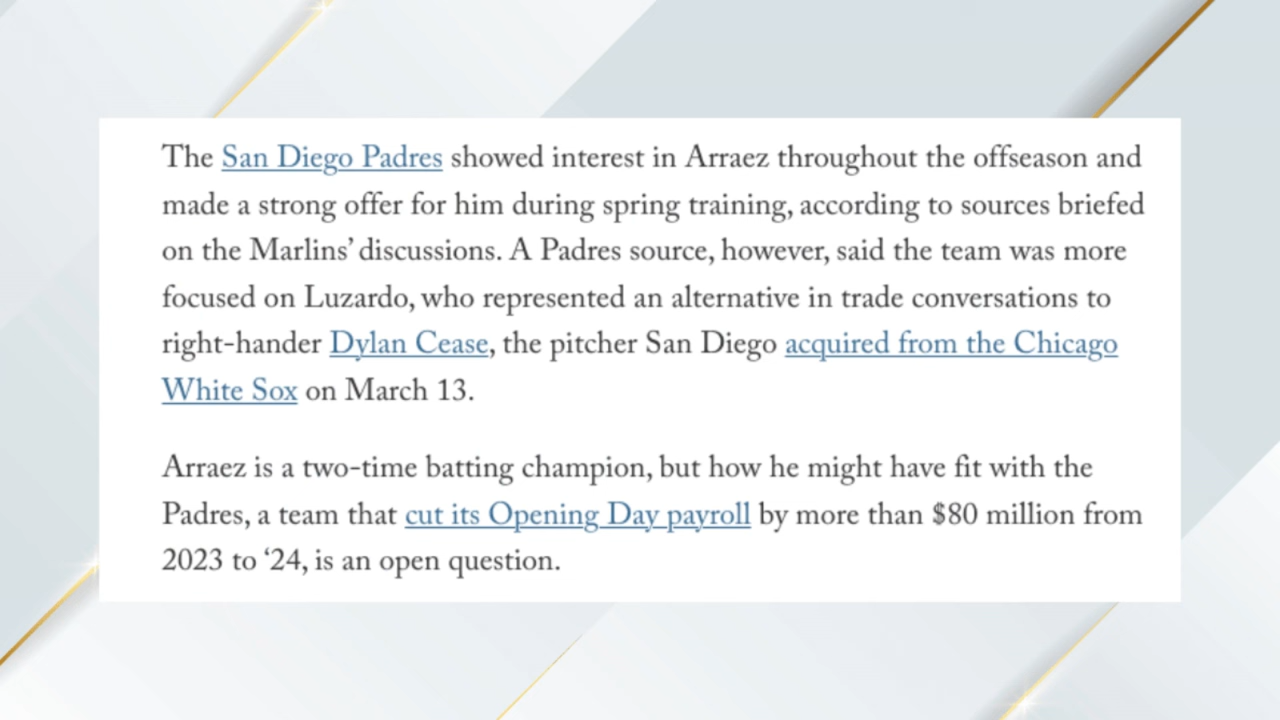 The San Diego Padres showed interest in Arraez throughout the offseason and
made a strong offer for him during spring training, according to sources briefed
on the Marlins’ discussions. A Padres source, however, said the team was more
focused on Luzardo, who represented an alternative in trade conversations to
right-hander Dylan Cease, the pitcher San Diego acquired from the Chicago
White Sox on March 13.
Arraez is a two-time batting champion, but how he might have fit with the
Padres, a team that cut its Opening Day payroll by more than $80 million from
2023 to ‘24, is an open question.